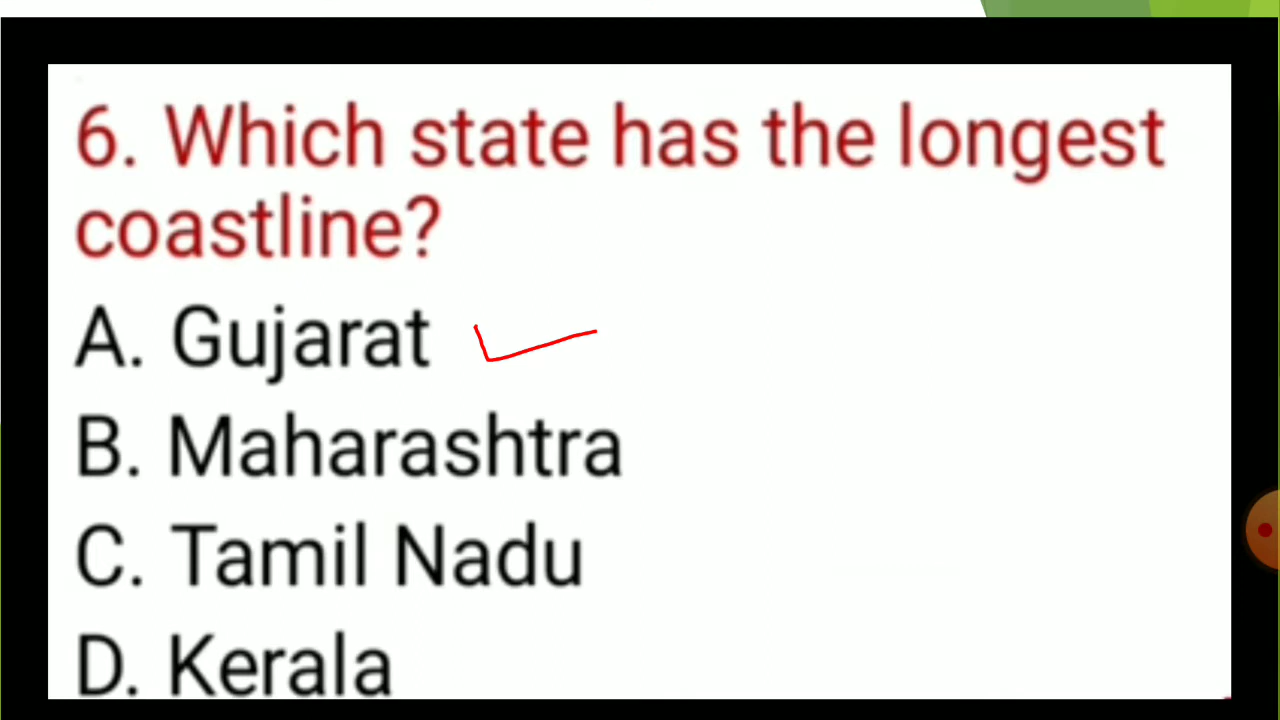 6. Which state has the longest
coastline?
A. Gujarat
B. Maharashtra
C. Tamil Nadu
D. Kerala